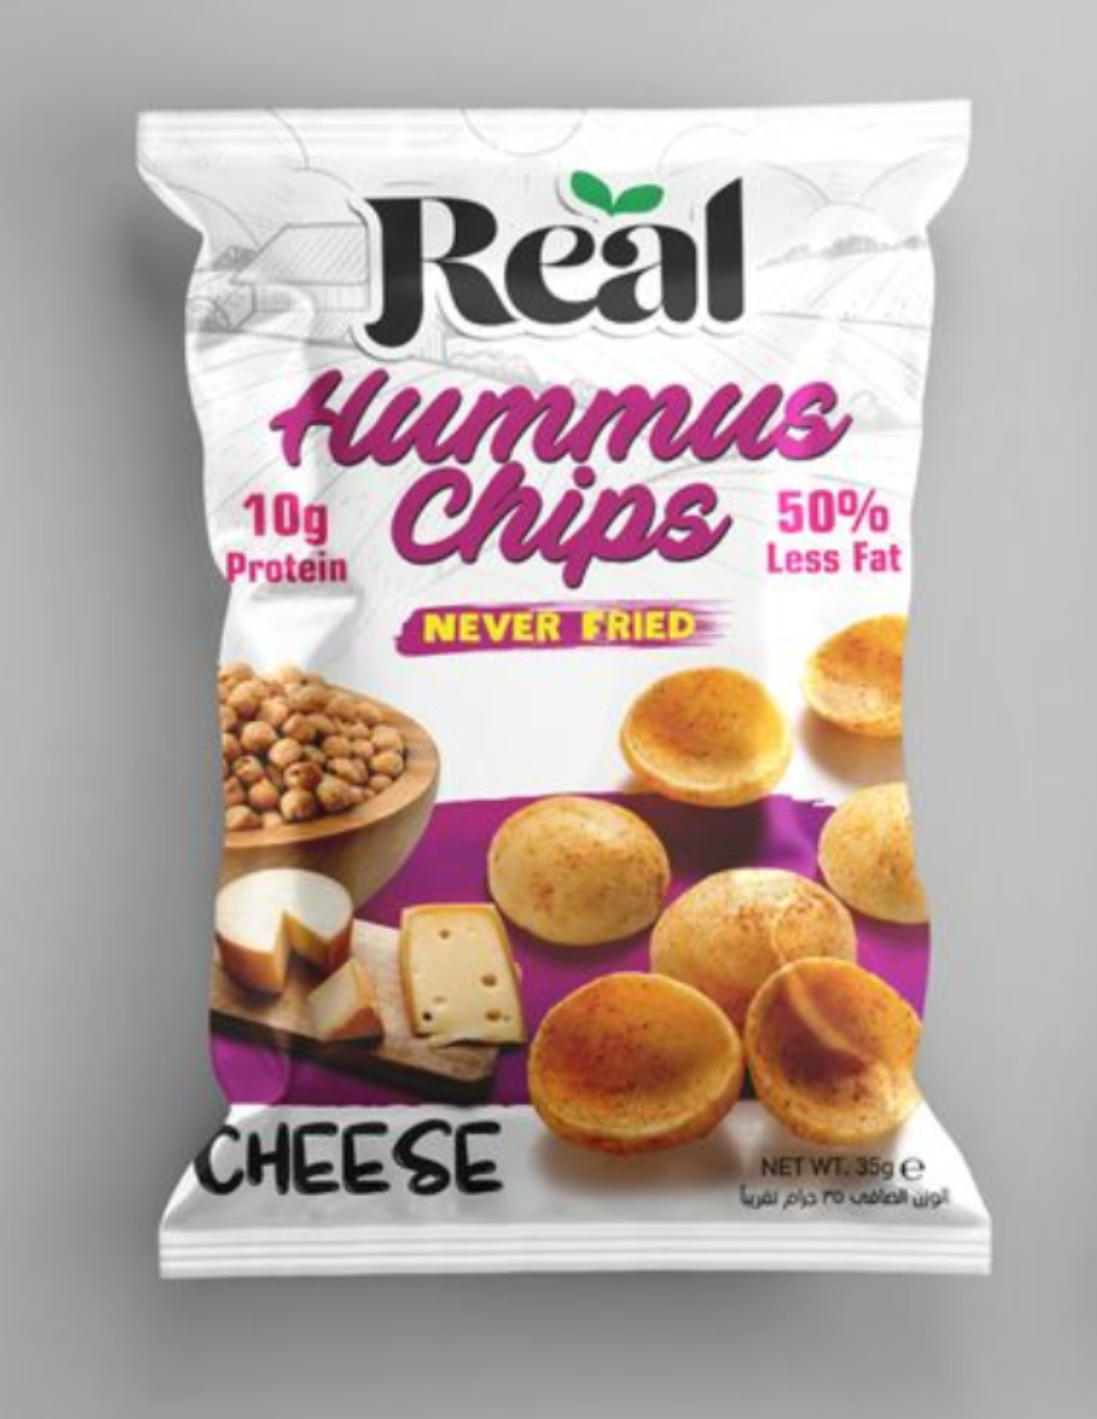 Real
Hummus
Chips
10g
Protein
50%
Less Fat
NEVER FRIED
CHEESE
NET WT. 35g ℮
الوزن الصافي ٣٥ جرام تقريباً